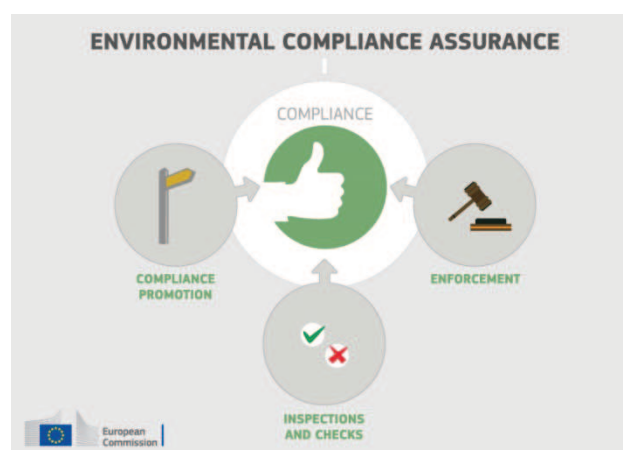 ENVIRONMENTAL COMPLIANCE ASSURANCE
COMPLIANCE
COMPLIANCE
PROMOTION
ENFORCEMENT
INSPECTIONS
AND CHECKS
European
Commission